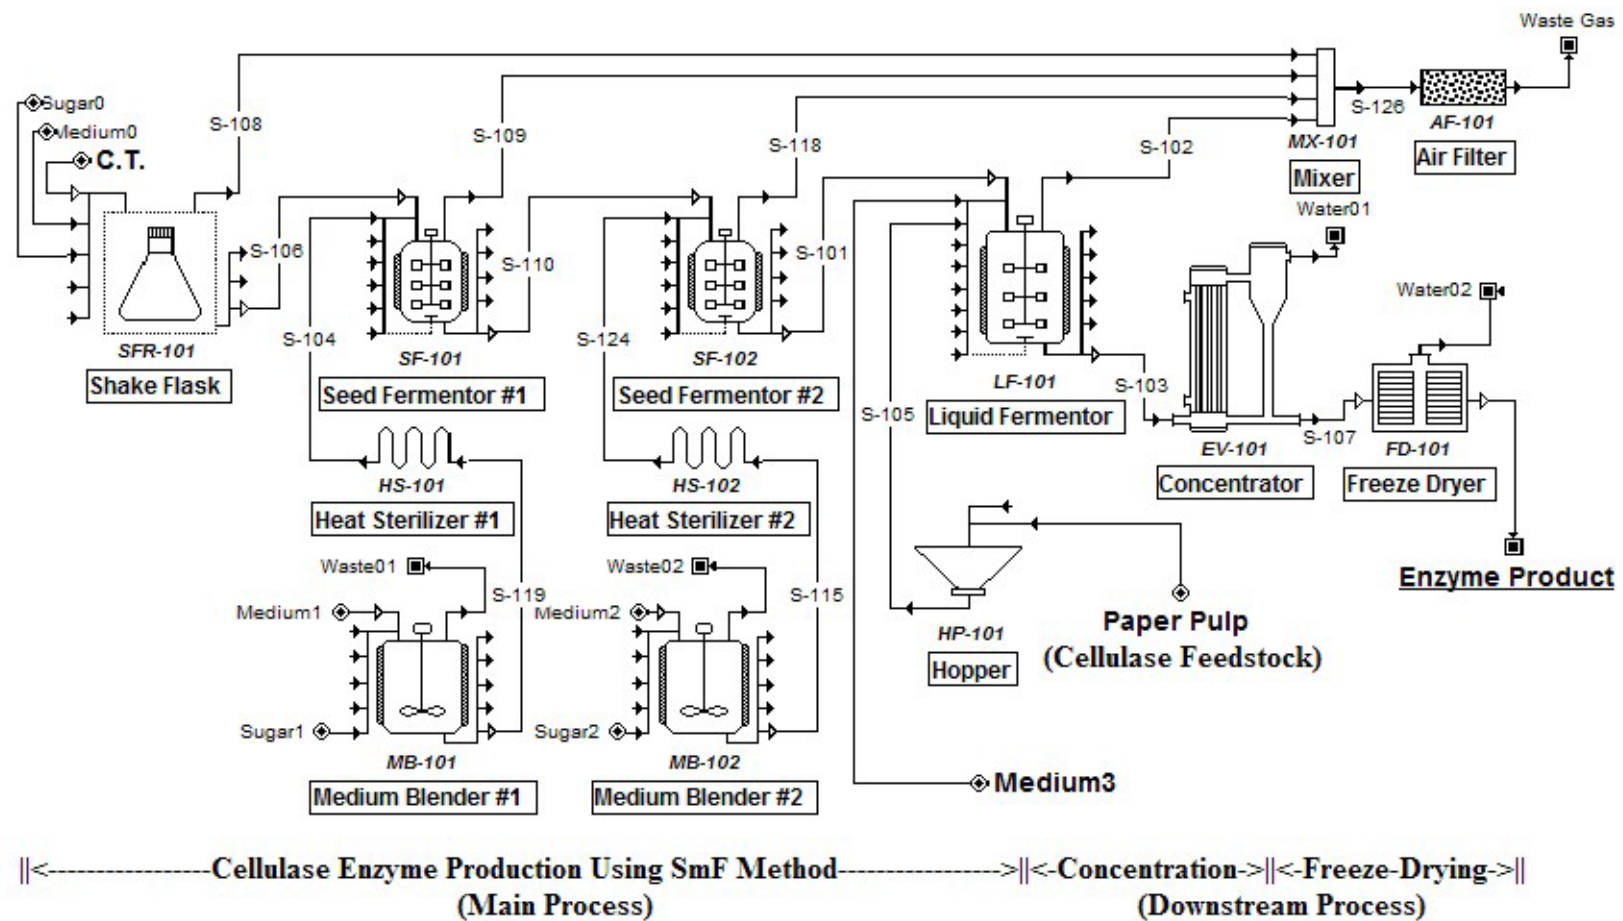 Waste Gas
Sugar0
Medium0
C.T.
S-108
S-109
S-118
S-102
S-126
MX-101
Mixer
AF-101
Air Filter
Water01
S-106
S-110
S-101
Water02
S-104
S-124
SFR-101
Shake Flask
SF-101
Seed Fermentor #1
SF-102
Seed Fermentor #2
LF-101
Liquid Fermentor
S-103
S-105
EV-101
Concentrator
S-107
FD-101
Freeze Dryer
HS-101
Heat Sterilizer #1
HS-102
Heat Sterilizer #2
Waste01
Medium1
S-119
Waste02
Medium2
S-115
Enzyme Product
Paper Pulp
(Cellulase Feedstock)
HP-101
Hopper
Sugar1
MB-101
Medium Blender #1
Sugar2
MB-102
Medium Blender #2
Medium3
||<-----------------Cellulase Enzyme Production Using SmF Method----------------->||<-Concentration->||<-Freeze-Drying->||
(Main Process) (Downstream Process)